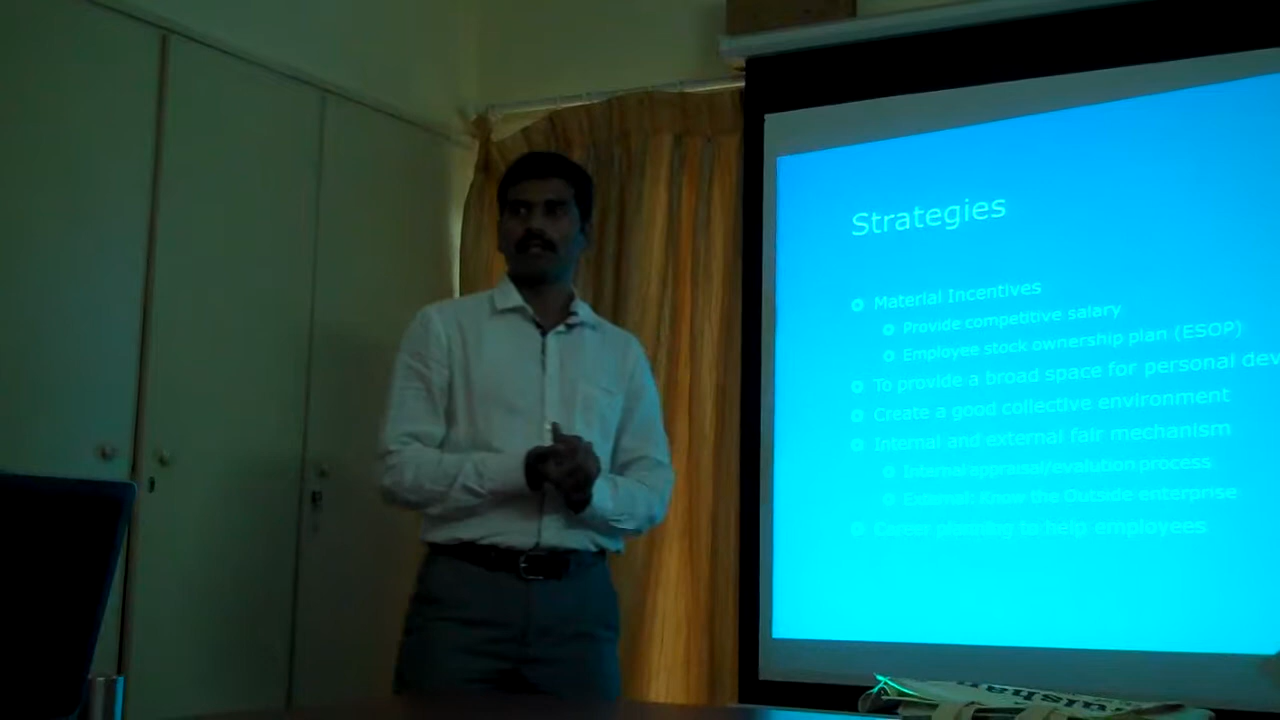 Strategies
Material Incentives
Provide competitive salary
Employee stock ownership plan (ESOP)
To provide a broad space for personal dev
Create a good collective environment
Internal and external fair mechanism
Internal:appraisal/evalution process
External: Know the Outside enterprise
Career planning to help employees